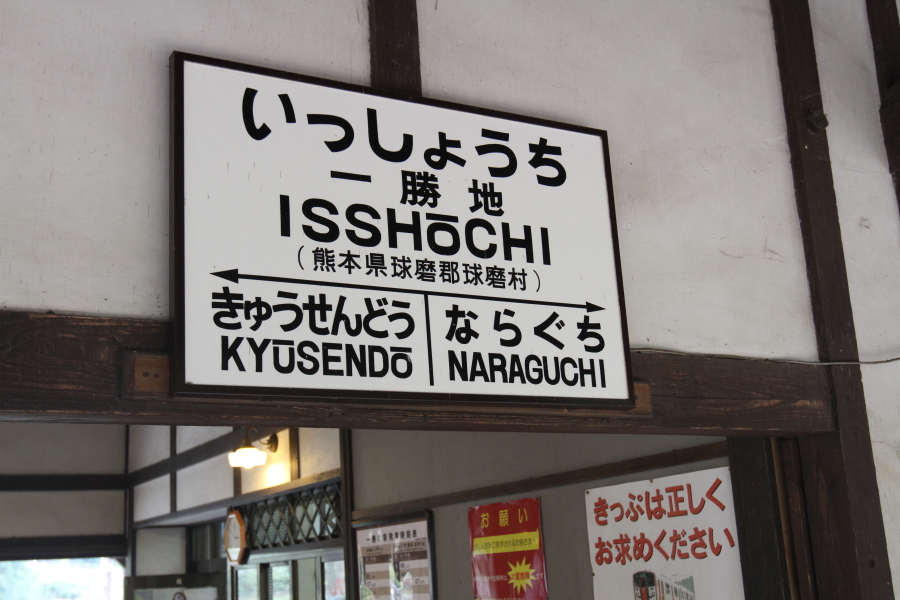 いっしょうち
一勝地
ISSHŌCHI
(熊本県球磨郡球磨村)
きゅうせんどう
KYŪSENDŌ
ならぐち
NARAGUCHI
お願い
きっぷは正しく
お求めください